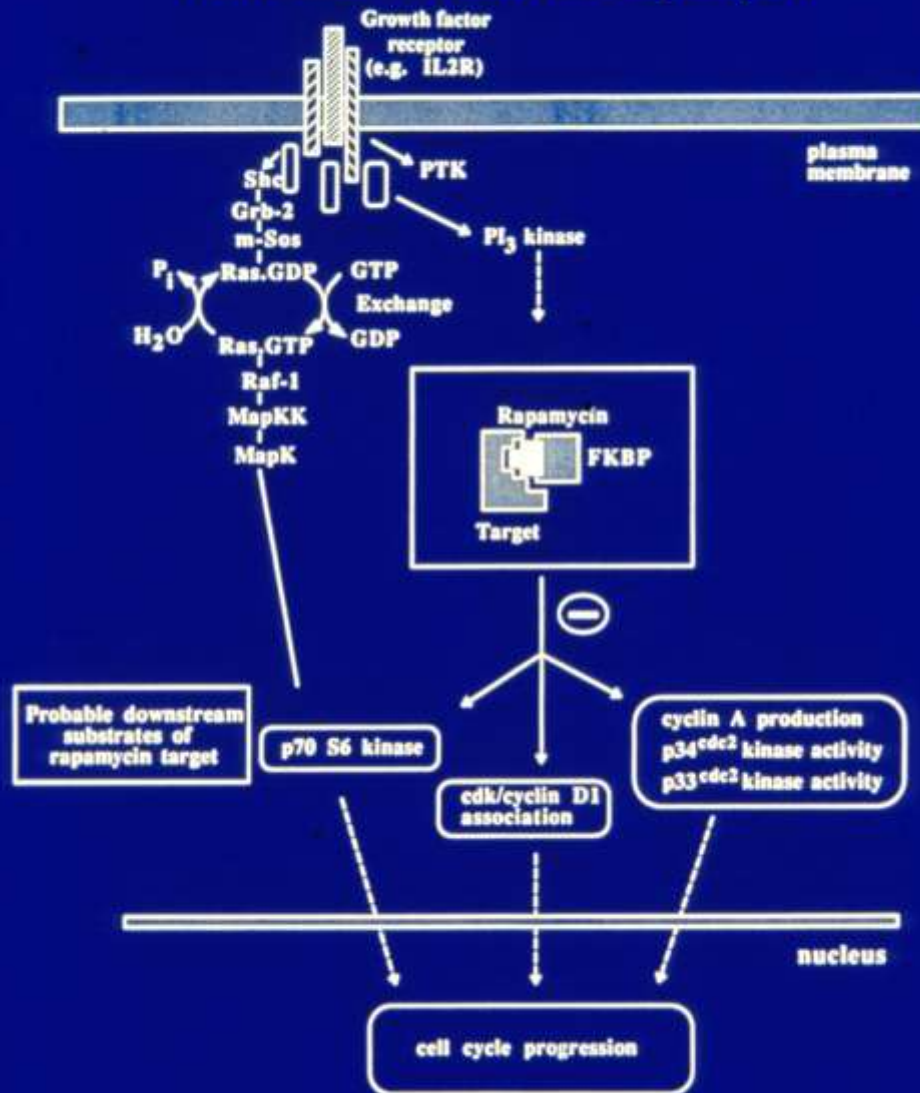 Growth factor
receptor
(e.g. IL2R)
plasma
membrane
PTK
Shc
Grb-2
m-Sos
PI3 kinase
Pi
Ras.GDP
GTP
Exchange
H2O
Ras.GTP
GDP
Raf-1
MapKK
MapK
Rapamycin
FKBP
Target
Probable downstream
substrates of
rapamycin target
p70 S6 kinase
cdk/cyclin D1
association
cyclin A production
p34cdc2 kinase activity
p33cdc2 kinase activity
nucleus
cell cycle progression